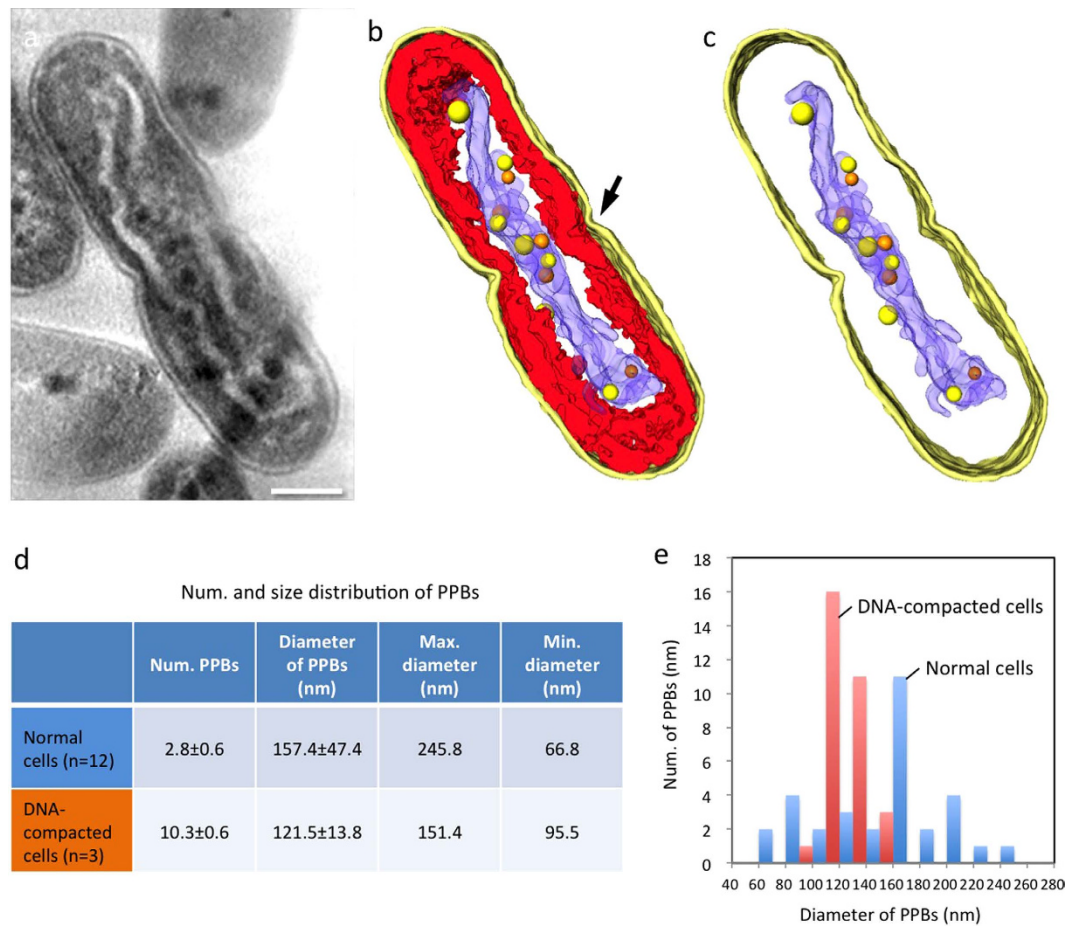 a
b
c
d
Num. and size distribution of PPBs
Num. PPBs
Diameter
of PPBs
(nm)
Max.
diameter
(nm)
Min.
diameter
(nm)
Normal
cells (n=12)
2.8±0.6
157.4±47.4
245.8
66.8
DNA-
compacted
cells (n=3)
10.3±0.6
121.5±13.8
151.4
95.5
e
Num. of PPBs (nm)
18
16
14
12
10
8
6
4
2
0
DNA-compacted cells
Normal cells
40 60 80 100 120 140 160 180 200 220 240 260 280
Diameter of PPBs (nm)